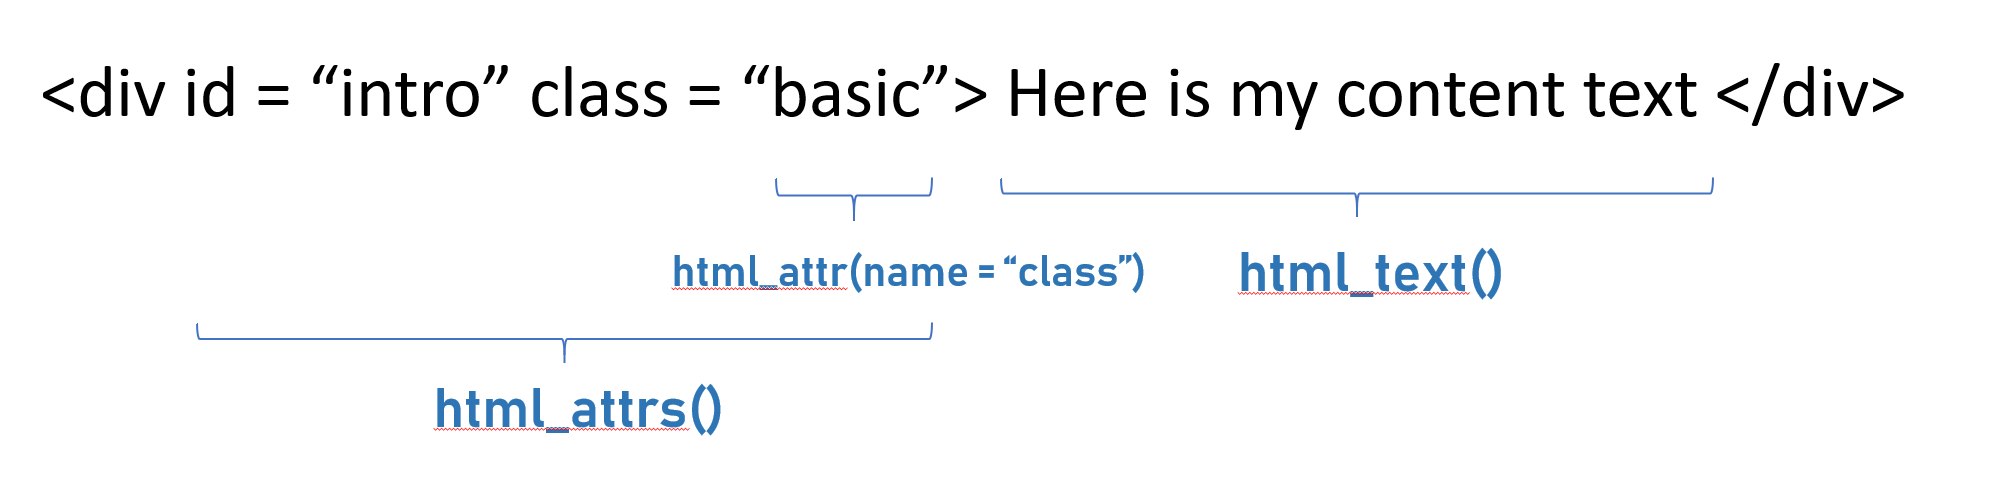 <div id = “intro” class = “basic”> Here is my content text </div>
html_attr(name = “class”) html_text()
html_attrs()